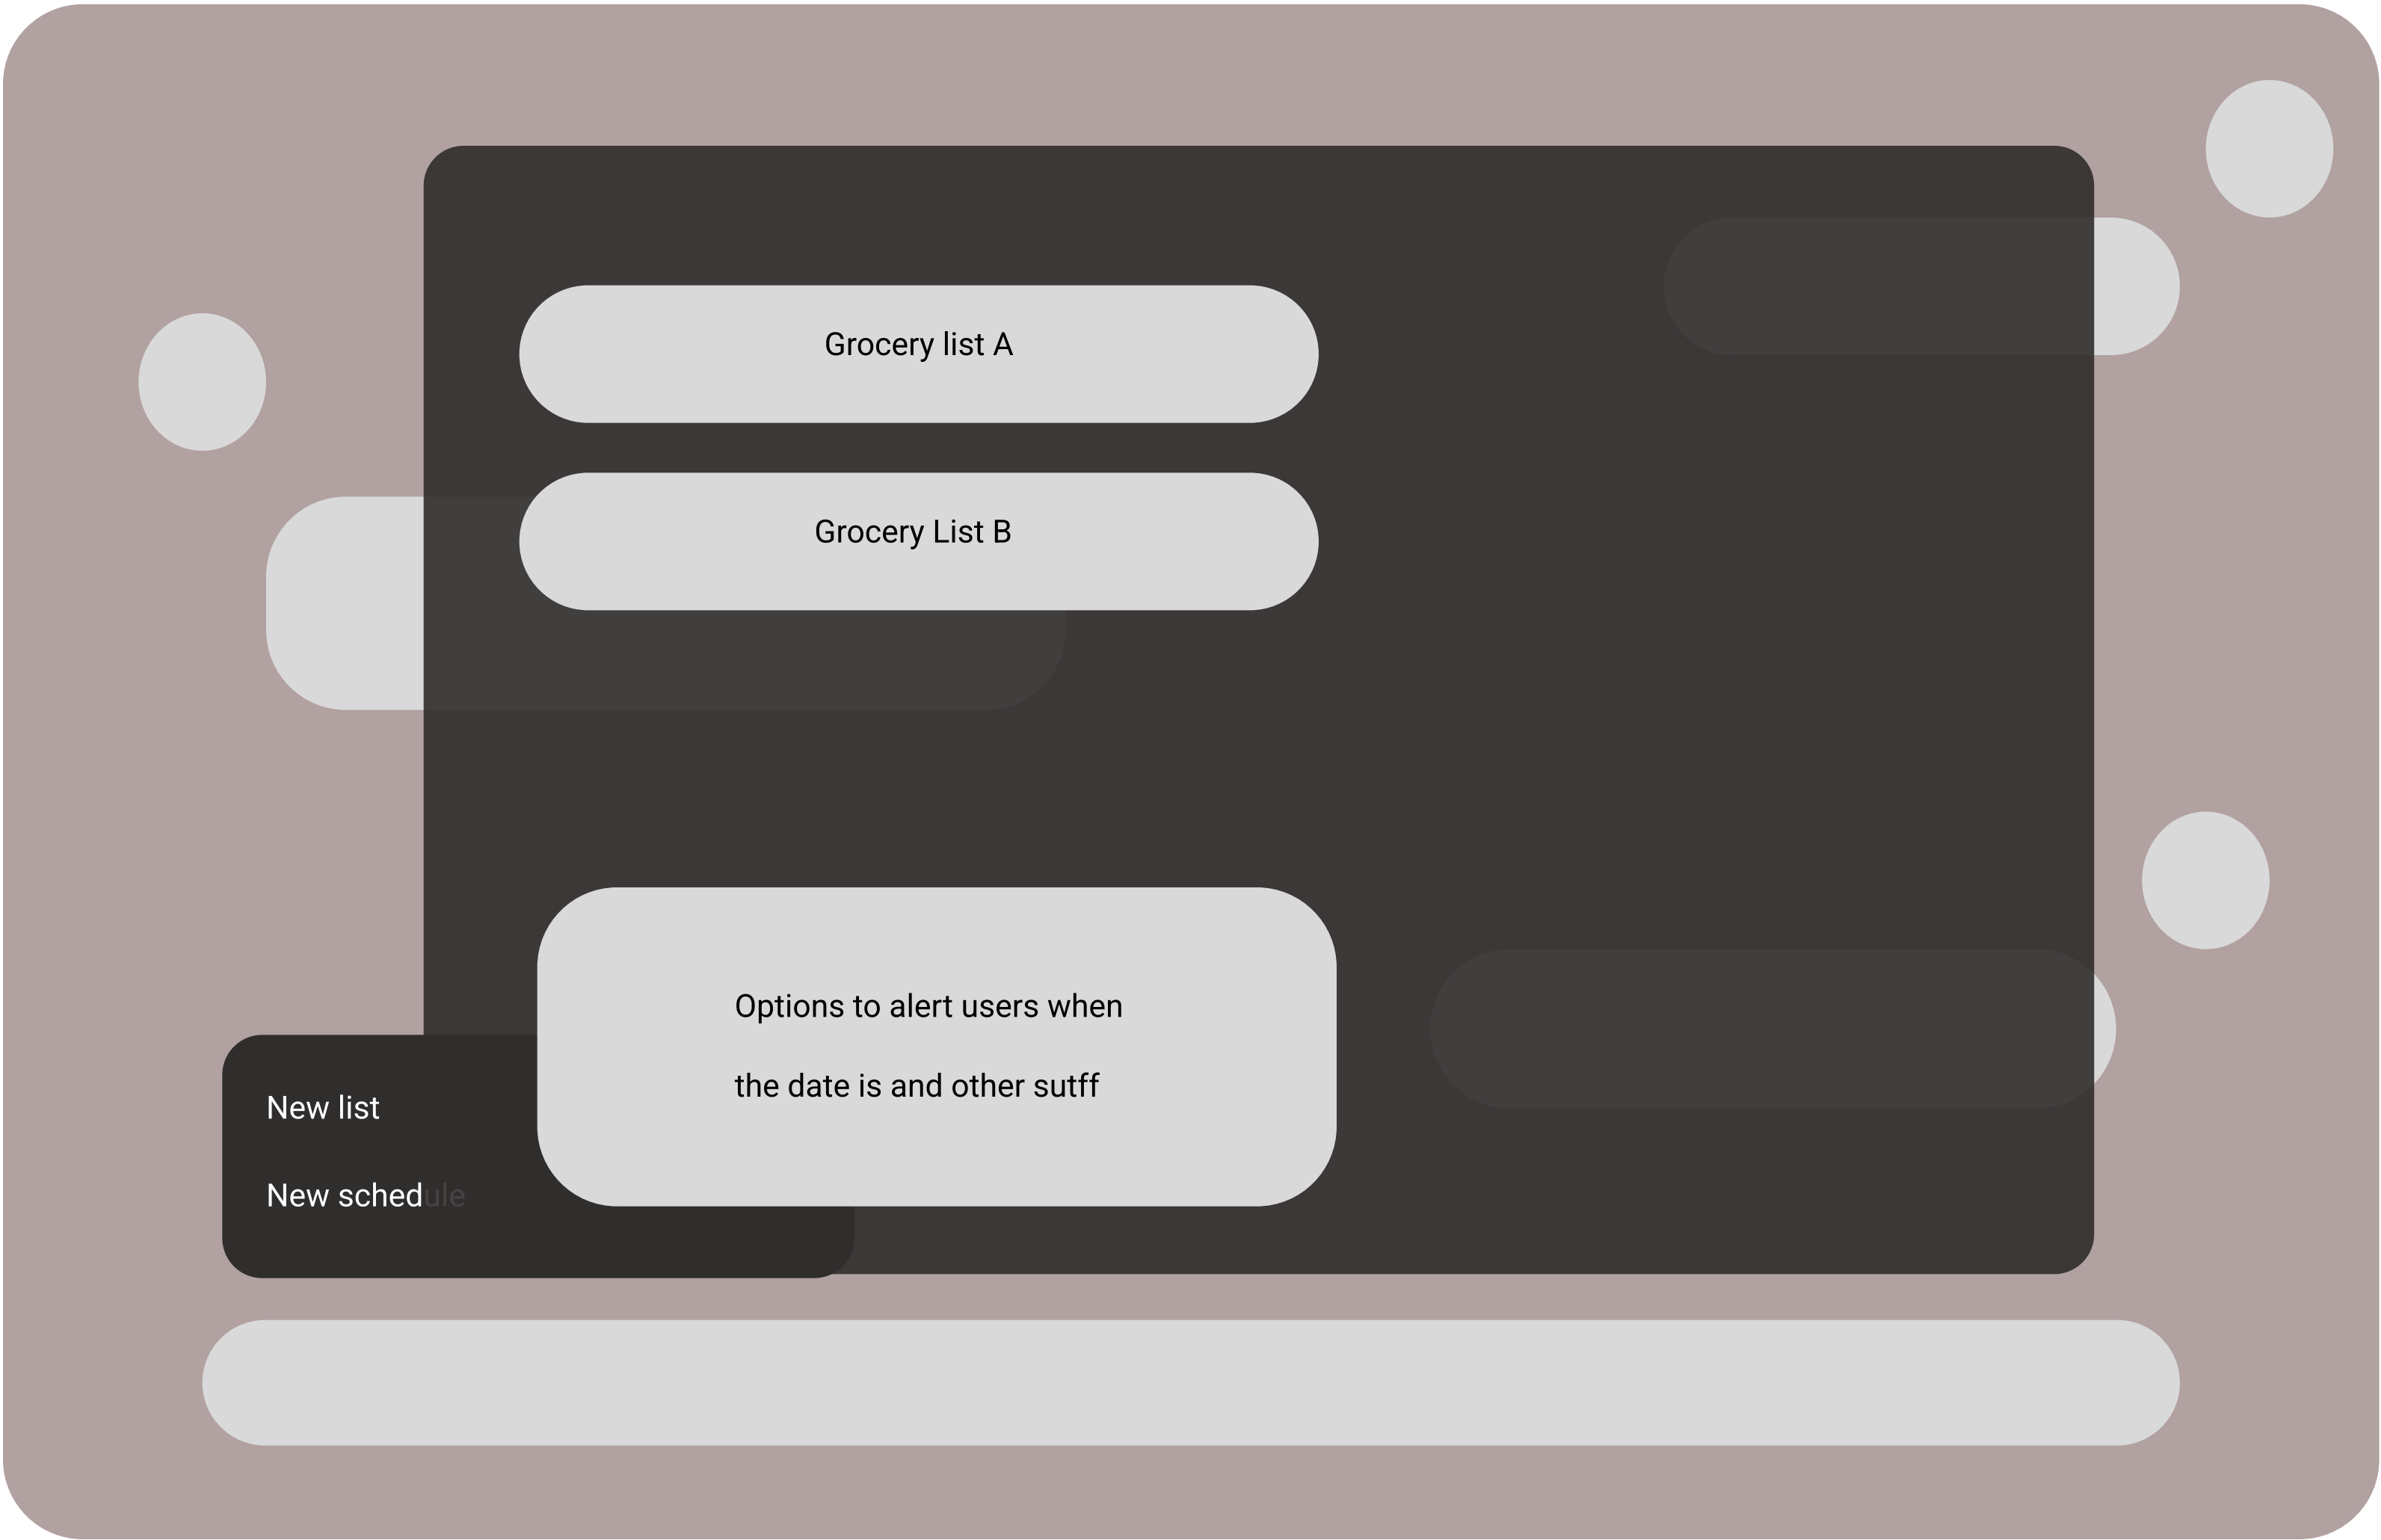 Grocery list A
Grocery List B
Options to alert users when
the date is and other sutff
New list
New schedule